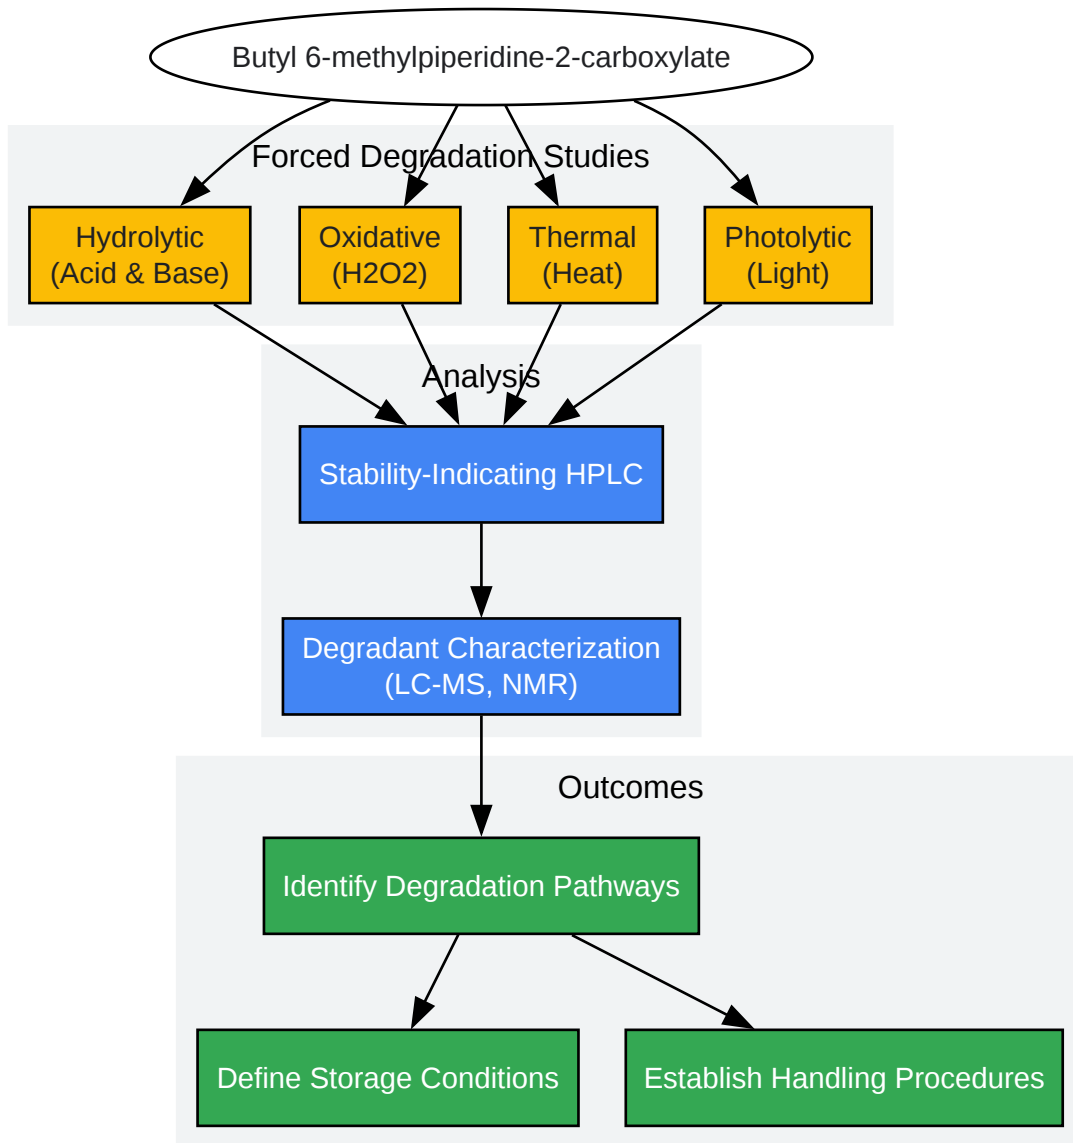 Butyl 6-methylpiperidine-2-carboxylate
Forced Degradation Studies
Hydrolytic
(Acid & Base)
Oxidative
(H2O2)
Thermal
(Heat)
Photolytic
(Light)
Analysis
Stability-Indicating HPLC
Degradant Characterization
(LC-MS, NMR)
Outcomes
Identify Degradation Pathways
Define Storage Conditions
Establish Handling Procedures